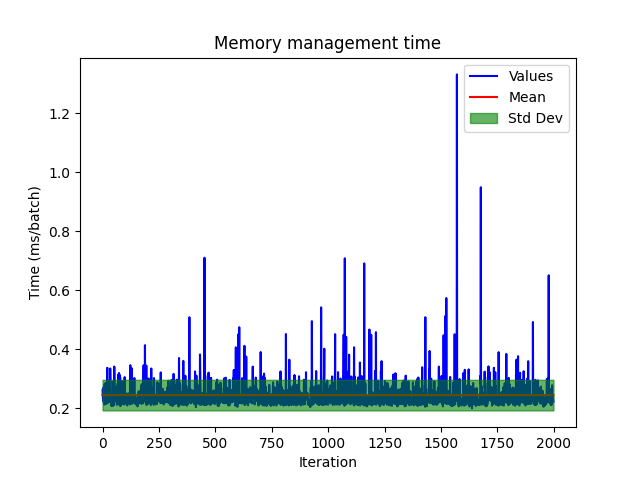 Memory management time
Time (ms/batch)
1.2
1.0
0.8
0.6
0.4
0.2
Values
Mean
Std Dev
0 250 500 750 1000 1250 1500 1750 2000
Iteration